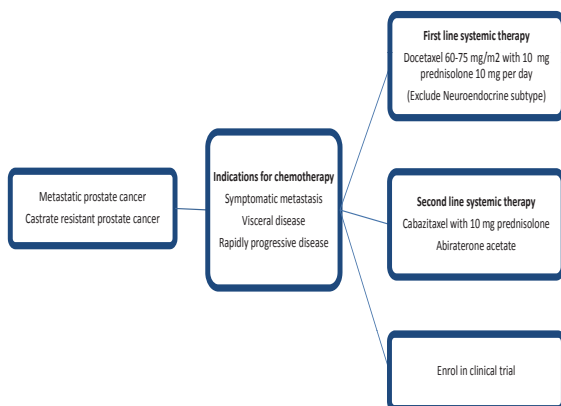 Metastatic prostate cancer
Castrate resistant prostate cancer
Indications for chemotherapy
Symptomatic metastasis
Visceral disease
Rapidly progressive disease
First line systemic therapy
Docetaxel 60-75 mg/m2 with 10 mg
prednisolone 10 mg per day
(Exclude Neuroendocrine subtype)
Second line systemic therapy
Cabazitaxel with 10 mg prednisolone
Abiraterone acetate
Enrol in clinical trial